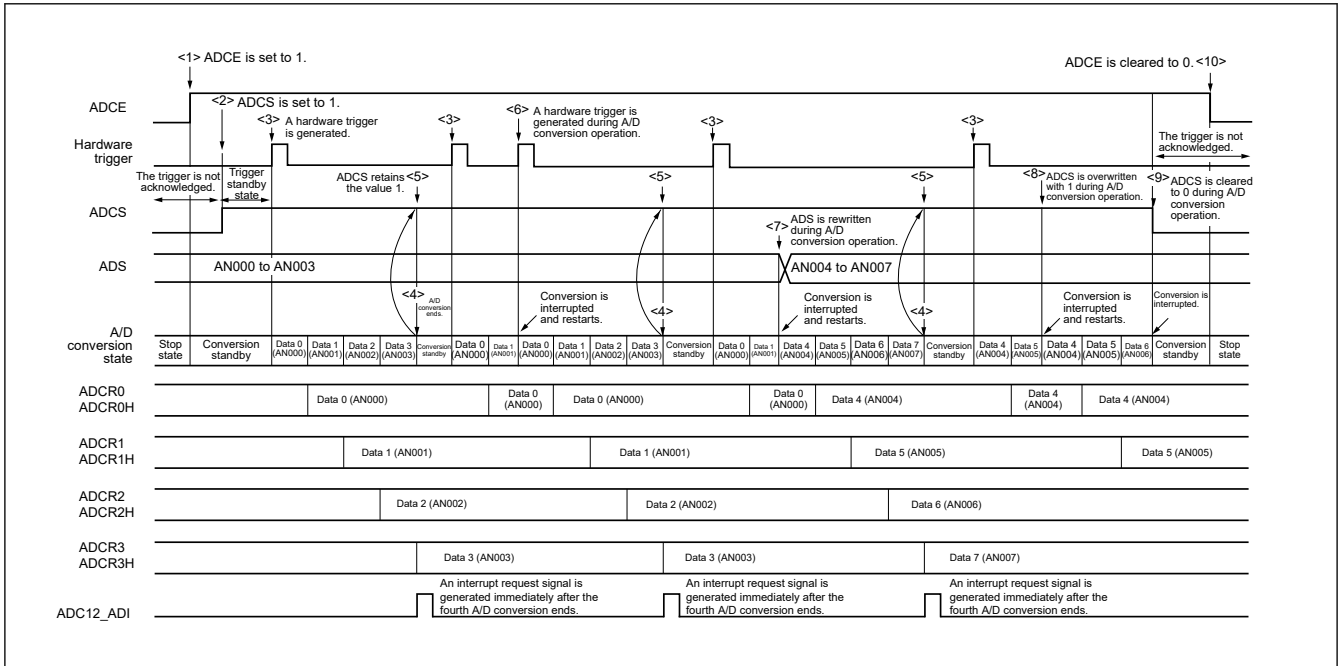 <1> ADCE is set to 1.
ADCE is cleared to 0. <10>
ADCE
<2> ADCS is set to 1.
<3> A hardware trigger
is generated.
<3>
<6> A hardware trigger is
generated during A/D
conversion operation.
<3>
<3>
The trigger is not
acknowledged.
Hardware
trigger
The trigger is not
acknowledged.
Trigger
standby
state
ADCS retains
the value 1.
<5>
<5>
<5>
<8> ADCS is overwritten
with 1 during A/D
conversion operation.
<9> ADCS is cleared
to 0 during A/D
conversion
operation.
ADCS
<7> ADS is rewritten
during A/D
conversion operation.
ADS
AN000 to AN003
AN004 to AN007
<4> A/D
conversion
ends.
Conversion is
interrupted
and restarts.
<4>
Conversion is
interrupted
and restarts.
<4>
Conversion is
interrupted
and restarts.
Conversion is
interrupted.
A/D
conversion
state
Stop
state
Conversion
standby
Data 0
(AN000)
Data 1
(AN001)
Data 2
(AN002)
Data 3
(AN003)
Conversion
standby
Data 0
(AN000)
Data 1
(AN001)
Data 0
(AN000)
Data 1
(AN001)
Data 2
(AN002)
Data 3
(AN003)
Conversion
standby
Data 0
(AN000)
Data 1
(AN001)
Data 4
(AN004)
Data 5
(AN005)
Data 6
(AN006)
Data 7
(AN007)
Conversion
standby
Data 4
(AN004)
Data 5
(AN005)
Data 4
(AN004)
Data 5
(AN005)
Data 6
(AN006)
Conversion
standby
Stop
state
ADCR0
ADCR0H
Data 0 (AN000)
Data 0
(AN000)
Data 0 (AN000)
Data 0
(AN000)
Data 4 (AN004)
Data 4
(AN004)
Data 4 (AN004)
ADCR1
ADCR1H
Data 1 (AN001)
Data 1 (AN001)
Data 5 (AN005)
Data 5 (AN005)
ADCR2
ADCR2H
Data 2 (AN002)
Data 2 (AN002)
Data 6 (AN006)
ADCR3
ADCR3H
Data 3 (AN003)
Data 3 (AN003)
Data 7 (AN007)
ADC12_ADI
An interrupt request signal is
generated immediately after the
fourth A/D conversion ends.
An interrupt request signal is
generated immediately after the
fourth A/D conversion ends.
An interrupt request signal is
generated immediately after the
fourth A/D conversion ends.